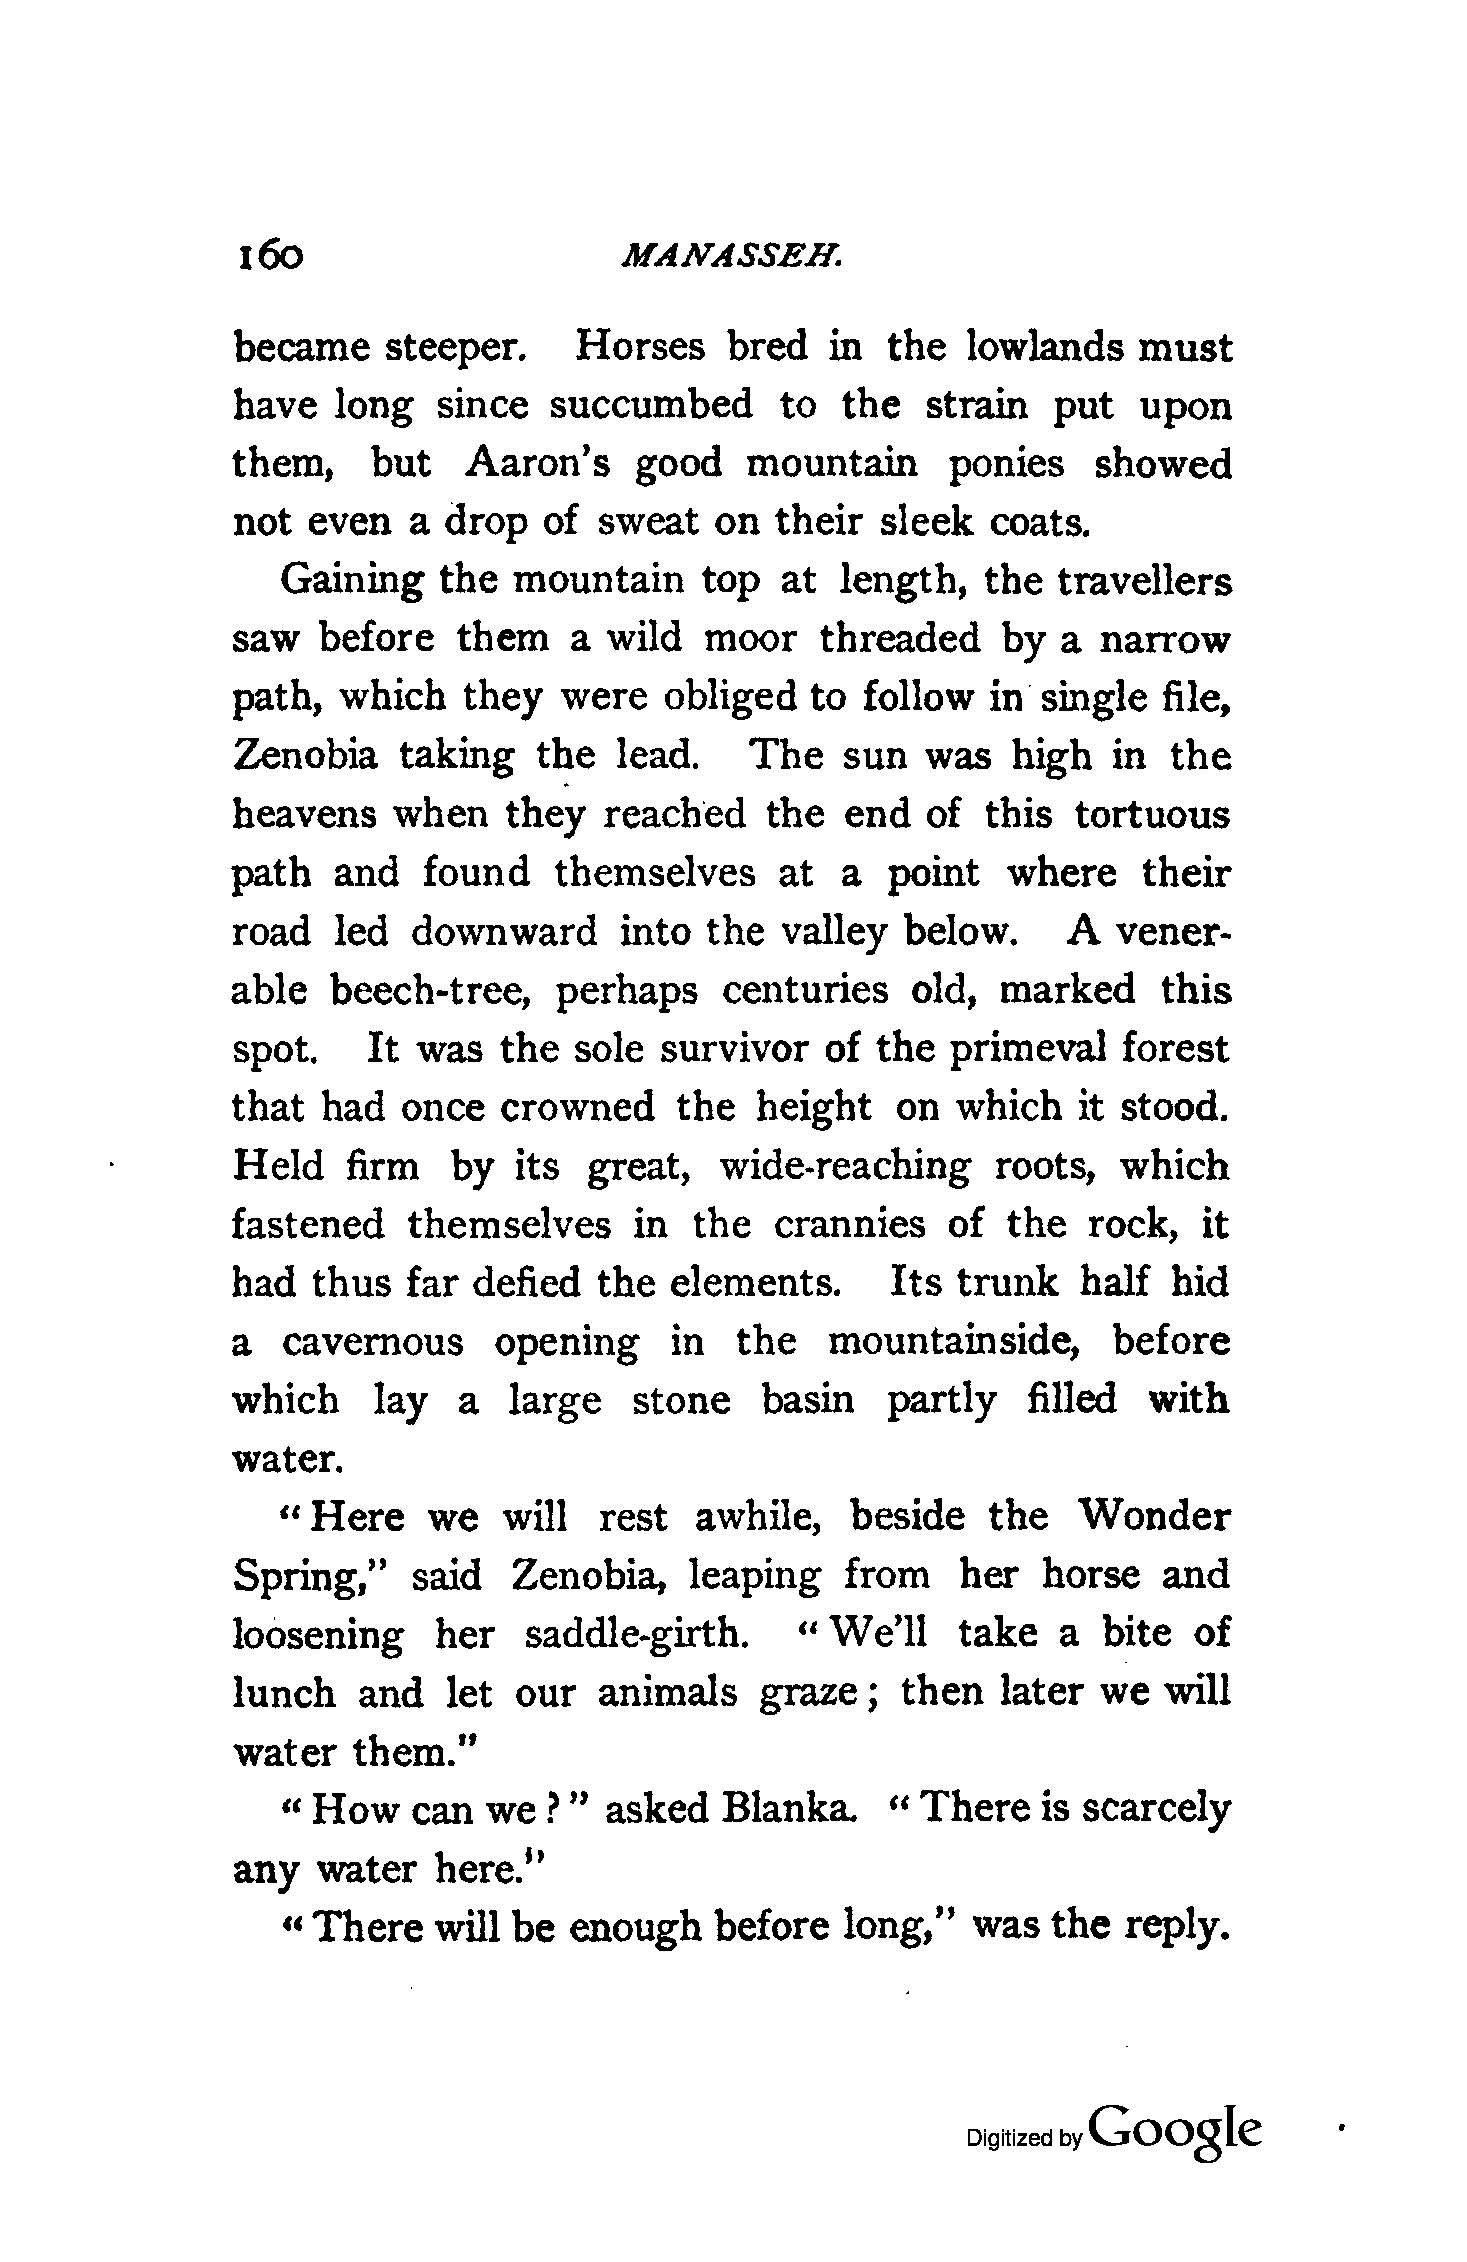 160 MANASSEH.
became steeper. Horses bred in the lowlands must
have long since succumbed to the strain put upon
them, but Aaron's good mountain ponies showed
not even a drop of sweat on their sleek coats.
Gaining the mountain top at length, the travellers
saw before them a wild moor threaded by a narrow
path, which they were obliged to follow in single file,
Zenobia taking the lead. The sun was high in the
heavens when they reached the end of this tortuous
path and found themselves at a point where their
road led downward into the valley below. A vener-
able beech-tree, perhaps centuries old, marked this
spot. It was the sole survivor of the primeval forest
that had once crowned the height on which it stood.
Held firm by its great, wide-reaching roots, which
fastened themselves in the crannies of the rock, it
had thus far defied the elements. Its trunk half hid
a cavernous opening in the mountainside, before
which lay a large stone basin partly filled with
water.
“Here we will rest awhile, beside the Wonder
Spring,” said Zenobia, leaping from her horse and
loosening her saddle-girth. “We'll take a bite of
lunch and let our animals graze; then later we will
water them.”
“How can we?” asked Blanka. “There is scarcely
any water here.”
“There will be enough before long,” was the reply.
Digitized by Google